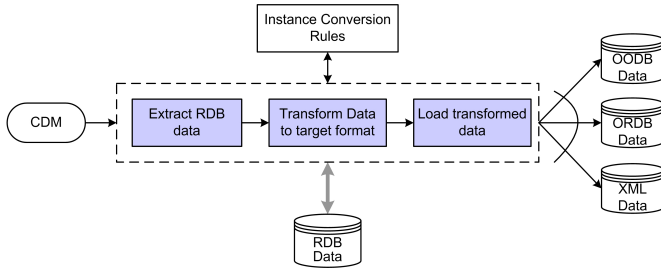 Instance Conversion
Rules
CDM
Extract RDB
data
Transform Data
to target format
Load transformed
data
OODB
Data
ORDB
Data
XML
Data
RDB
Data